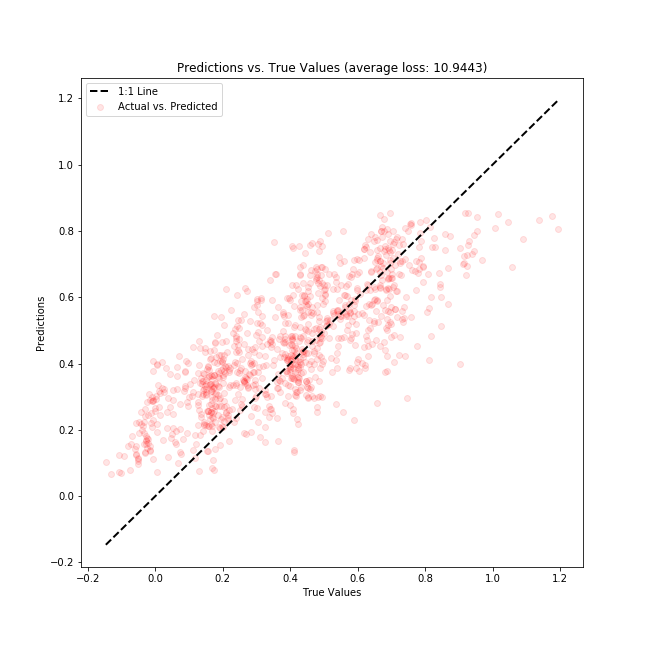 Predictions vs. True Values (average loss: 10.9443)
1:1 Line
Actual vs. Predicted
1.2
1.0
0.8
0.6
0.4
0.2
0.0
−0.2
Predictions
−0.2 0.0 0.2 0.4 0.6 0.8 1.0 1.2
True Values